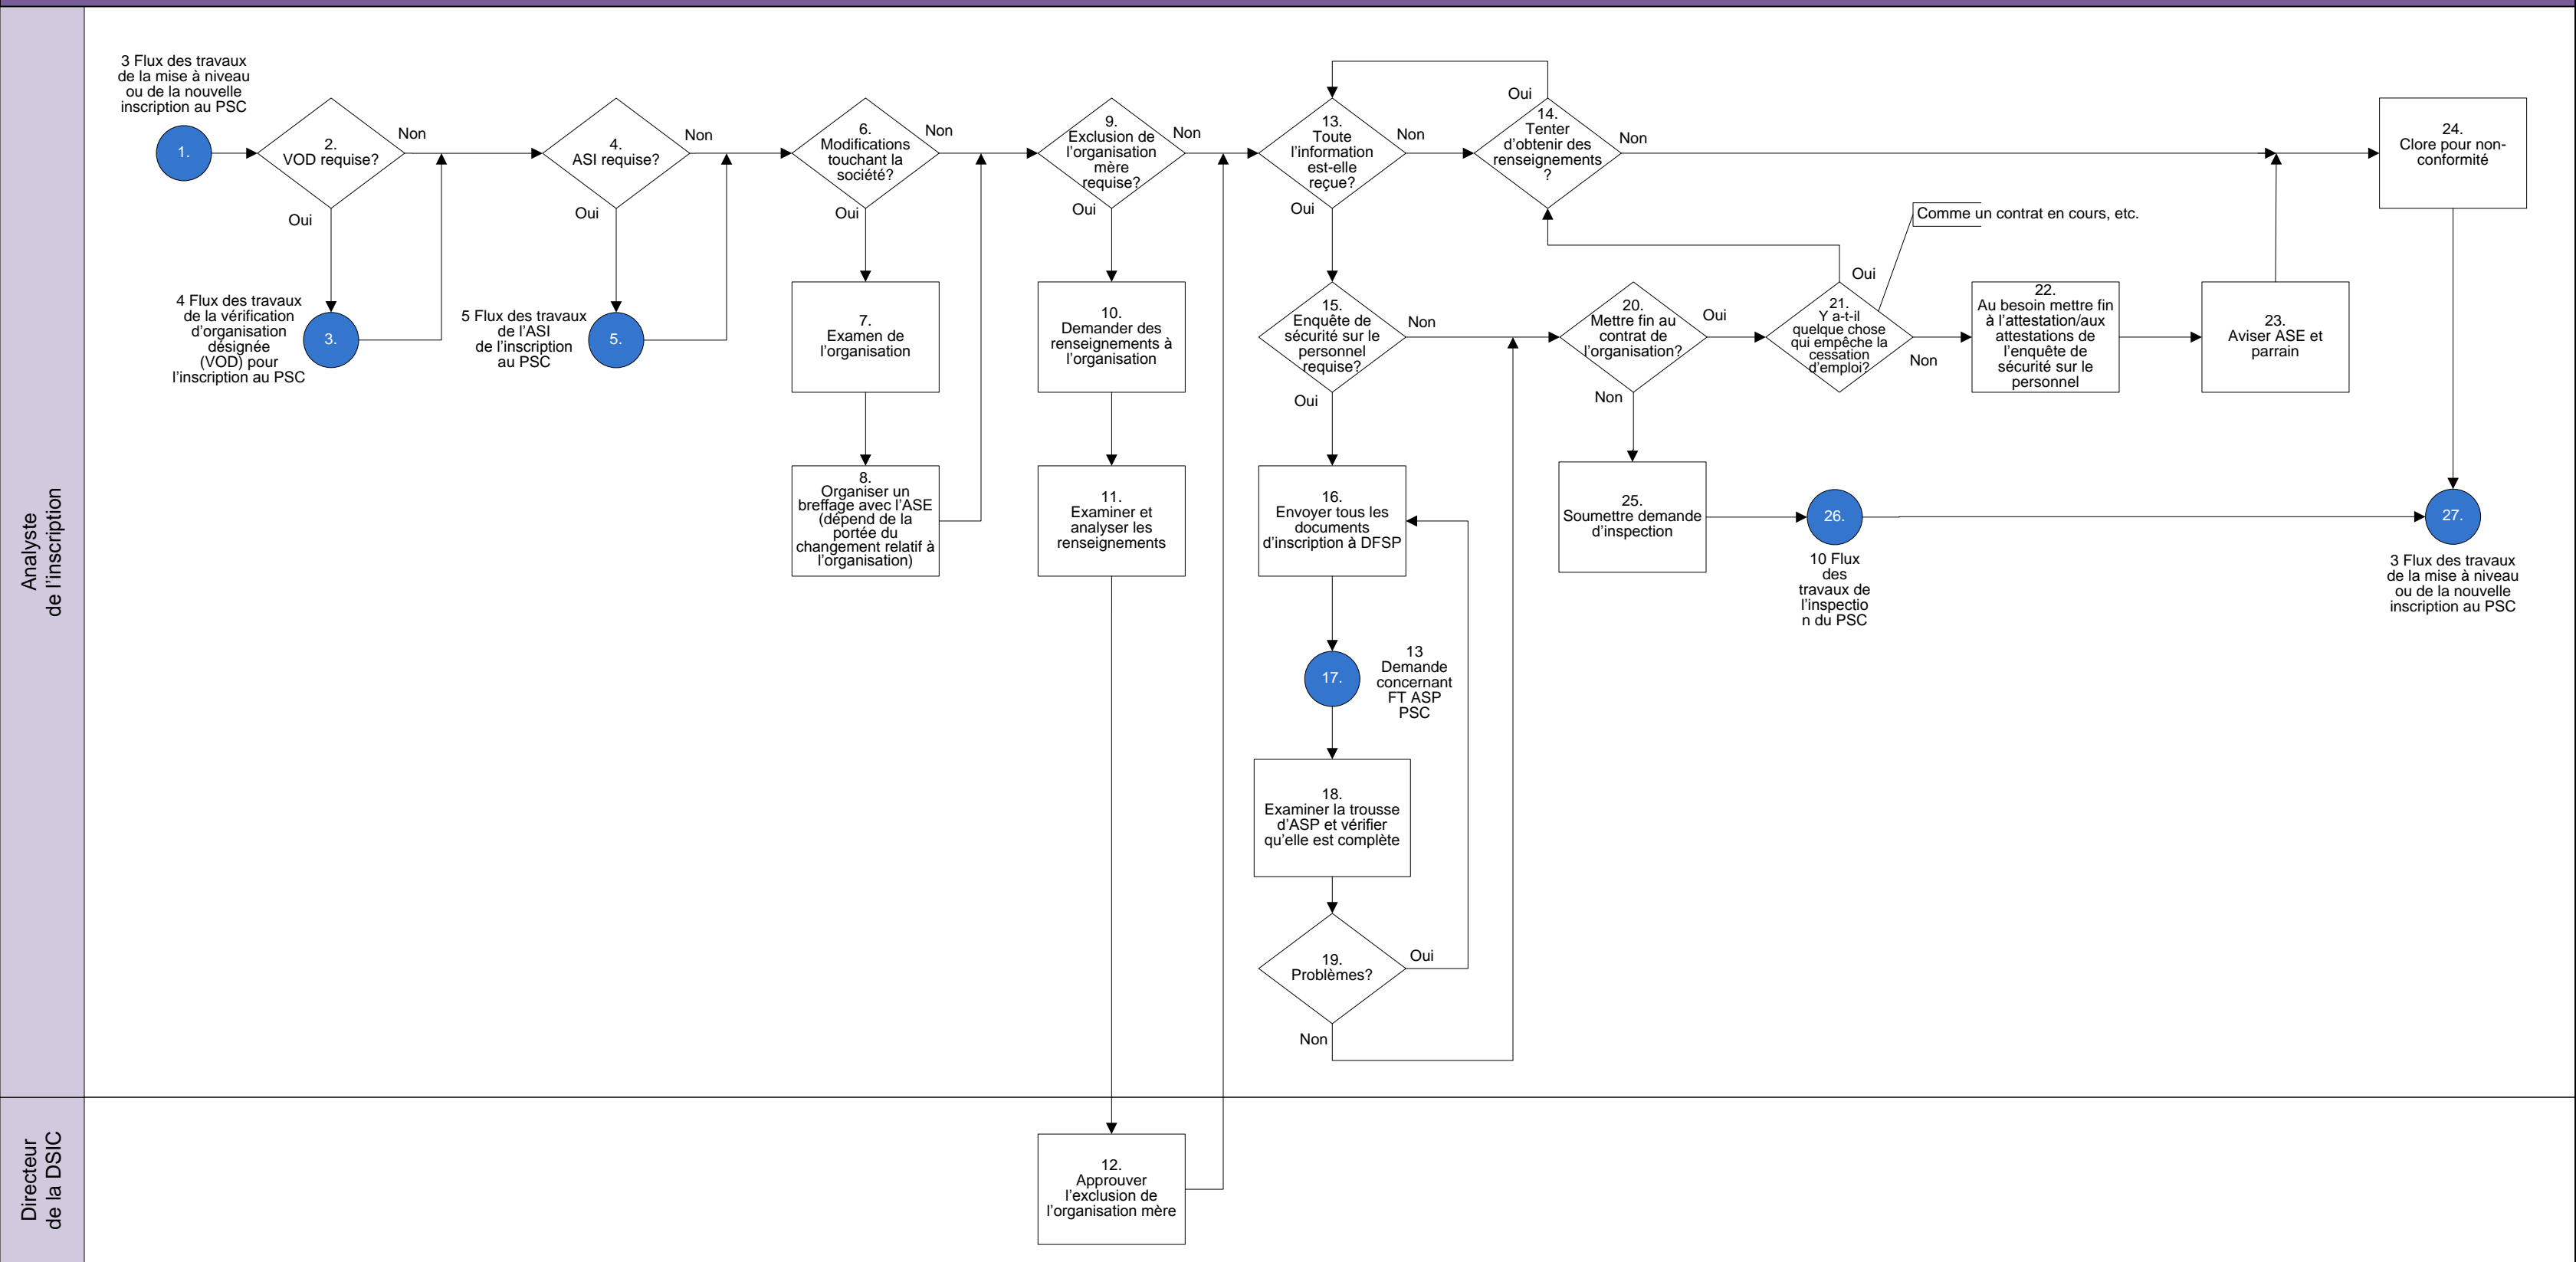 Analyste
de l'inscription
3 Flux des travaux
de la mise à niveau
ou de la nouvelle
inscription au PSC
1.
2.
VOD requise?
Non
Oui
4 Flux des travaux
de la vérification
d'organisation
désignée
(VOD) pour
l'inscription au PSC
3.
4.
ASI requise?
Non
Oui
5 Flux des travaux
de l'ASI
de l'inscription
au PSC
5.
6.
Modifications
touchant la
société?
Non
Oui
7.
Examen de
l'organisation
8.
Organiser un
breffage avec l'ASE
(dépend de la
portée du
changement relatif à
l'organisation)
9.
Exclusion de
l'organisation
mère
requise?
Non
Oui
10.
Demander des
renseignements à
l'organisation
11.
Examiner et
analyser les
renseignements
13.
Toute
l'information
est-elle
reçue?
Non
Oui
Oui
14.
Tenter
d'obtenir des
renseignements
?
Non
15.
Enquête de
sécurité sur le
personnel
requise?
Non
Oui
16.
Envoyer tous les
documents
d'inscription à DFSP
17.
13
Demande
concernant
FT ASP
PSC
18.
Examiner la trousse
d'ASP et vérifier
qu'elle est complète
19.
Problèmes?
Oui
Non
20.
Mettre fin au
contrat de
l'organisation?
Oui
Non
21.
Y a-t-il
quelque chose
qui empêche la
cessation
d'emploi?
Oui
Non
Comme un contrat en cours, etc.
22.
Au besoin mettre fin
à l'attestation/aux
attestations de
l'enquête de
sécurité sur le
personnel
23.
Aviser ASE et
parrain
24.
Clore pour non-
conformité
25.
Soumettre demande
d'inspection
26.
10 Flux
des
travaux de
l'inspectio
n du PSC
27.
3 Flux des travaux
de la mise à niveau
ou de la nouvelle
inscription au PSC
Directeur
de la DSIC
12.
Approuver
l'exclusion de
l'organisation mère